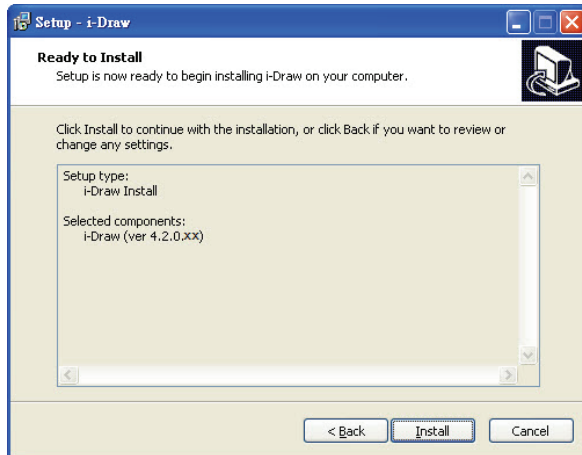 Setup - i-Draw
Ready to Install
Setup is now ready to begin installing i-Draw on your computer.
Click Install to continue with the installation, or click Back if you want to review or
change any settings.
Setup type:
i-Draw Install
Selected components:
i-Draw (ver 4.2.0.xx)
< Back
Install
Cancel